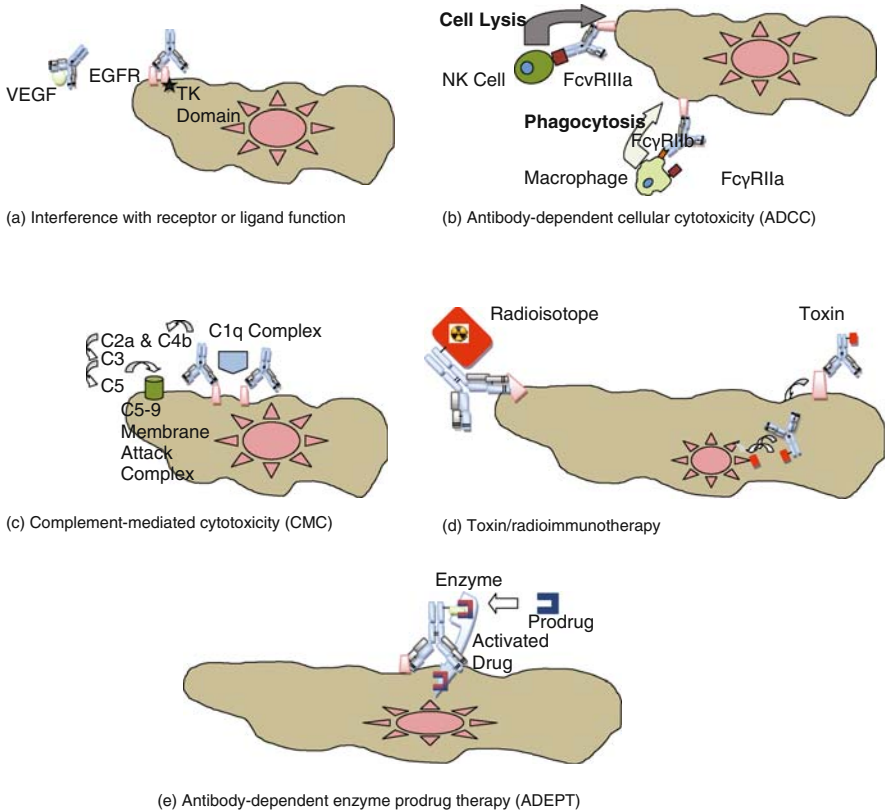 VEGF
EGFR
TK
Domain
(a) Interference with receptor or ligand function
Cell Lysis
NK Cell
FcvRIIIa
Phagocytosis
FcγRIIb
Macrophage
FcγRIIa
(b) Antibody-dependent cellular cytotoxicity (ADCC)
C2a & C4b
C1q Complex
C3
C5
C5-9
Membrane
Attack
Complex
(c) Complement-mediated cytotoxicity (CMC)
Radioisotope
Toxin
(d) Toxin/radioimmunotherapy
Enzyme
Prodrug
Activated
Drug
(e) Antibody-dependent enzyme prodrug therapy (ADEPT)